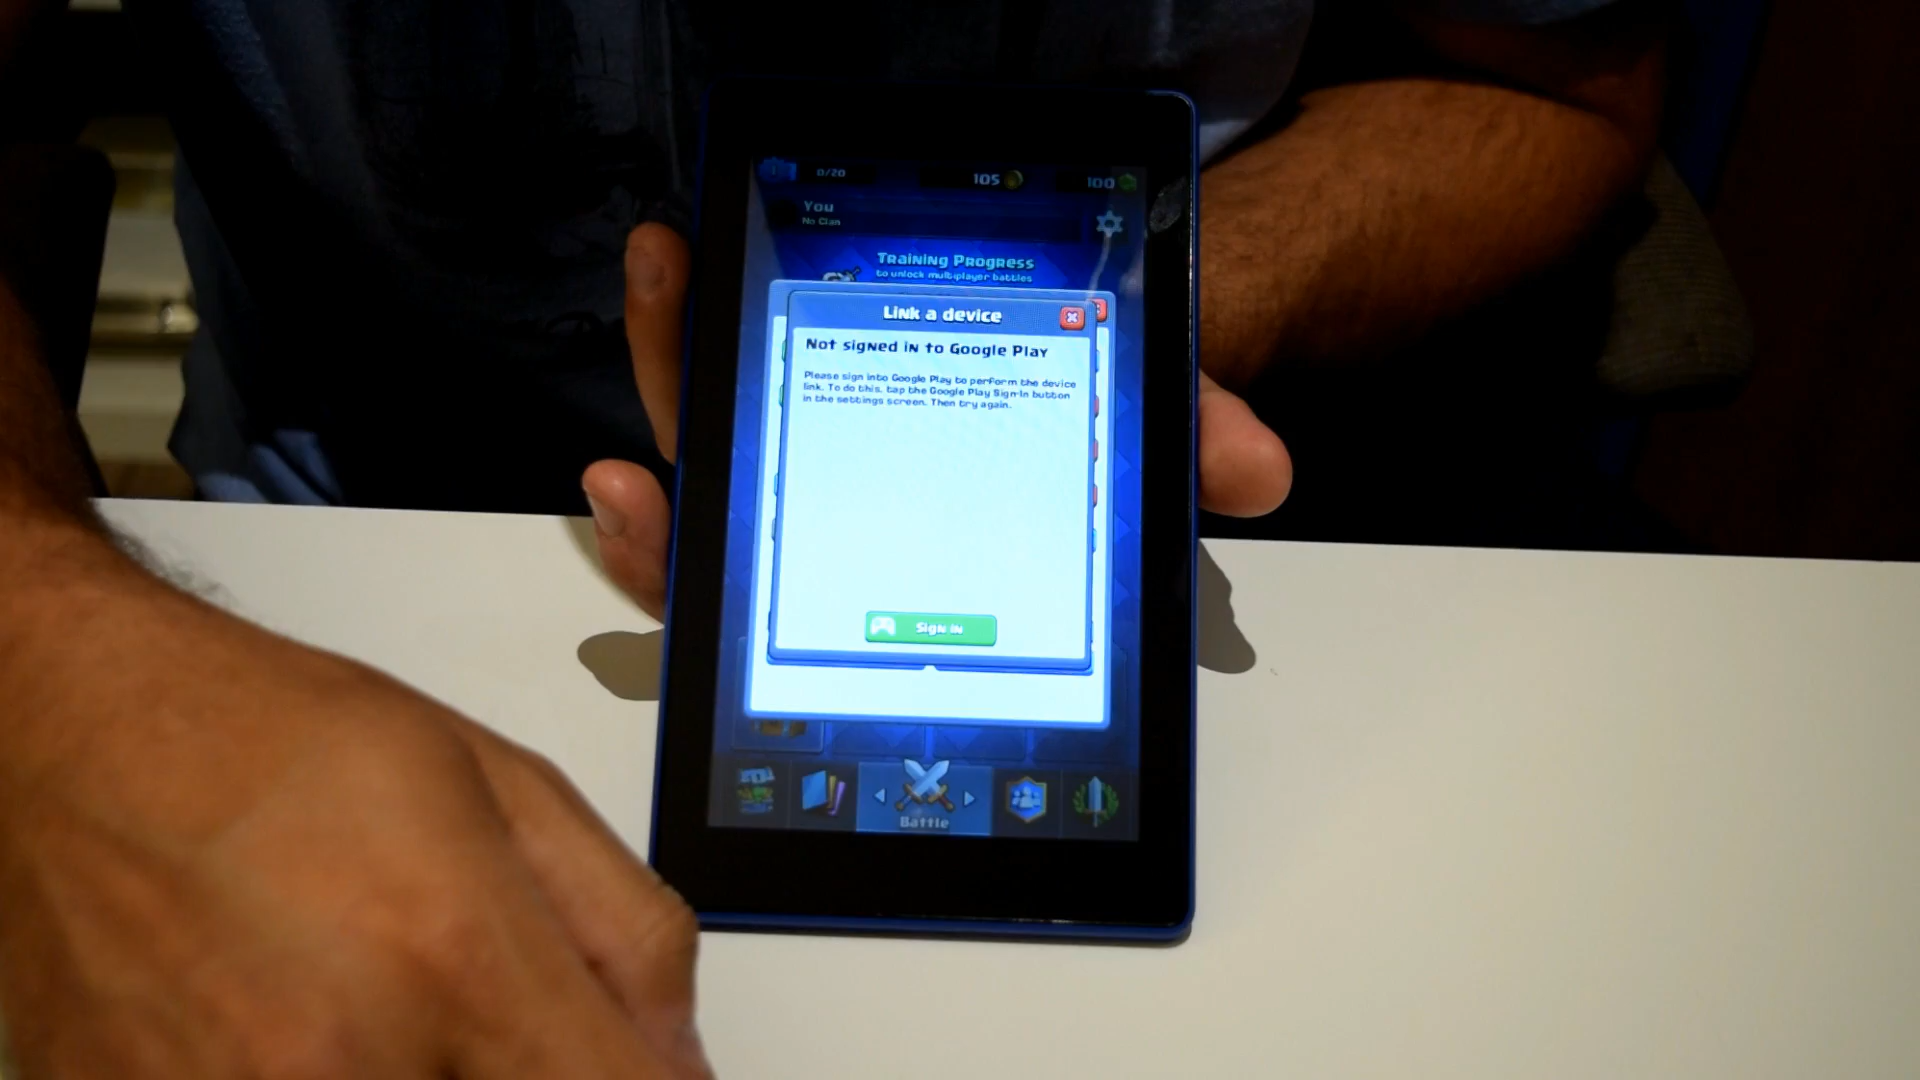 0/20
105
100
You
No Clan
Training Progress
to unlock multiplayer battles
Link a device
Not signed in to Google Play
Please sign into Google Play to perform the device
link. To do this, tap the Google Play Sign-In button
in the settings screen. Then try again.
Sign in
Battle